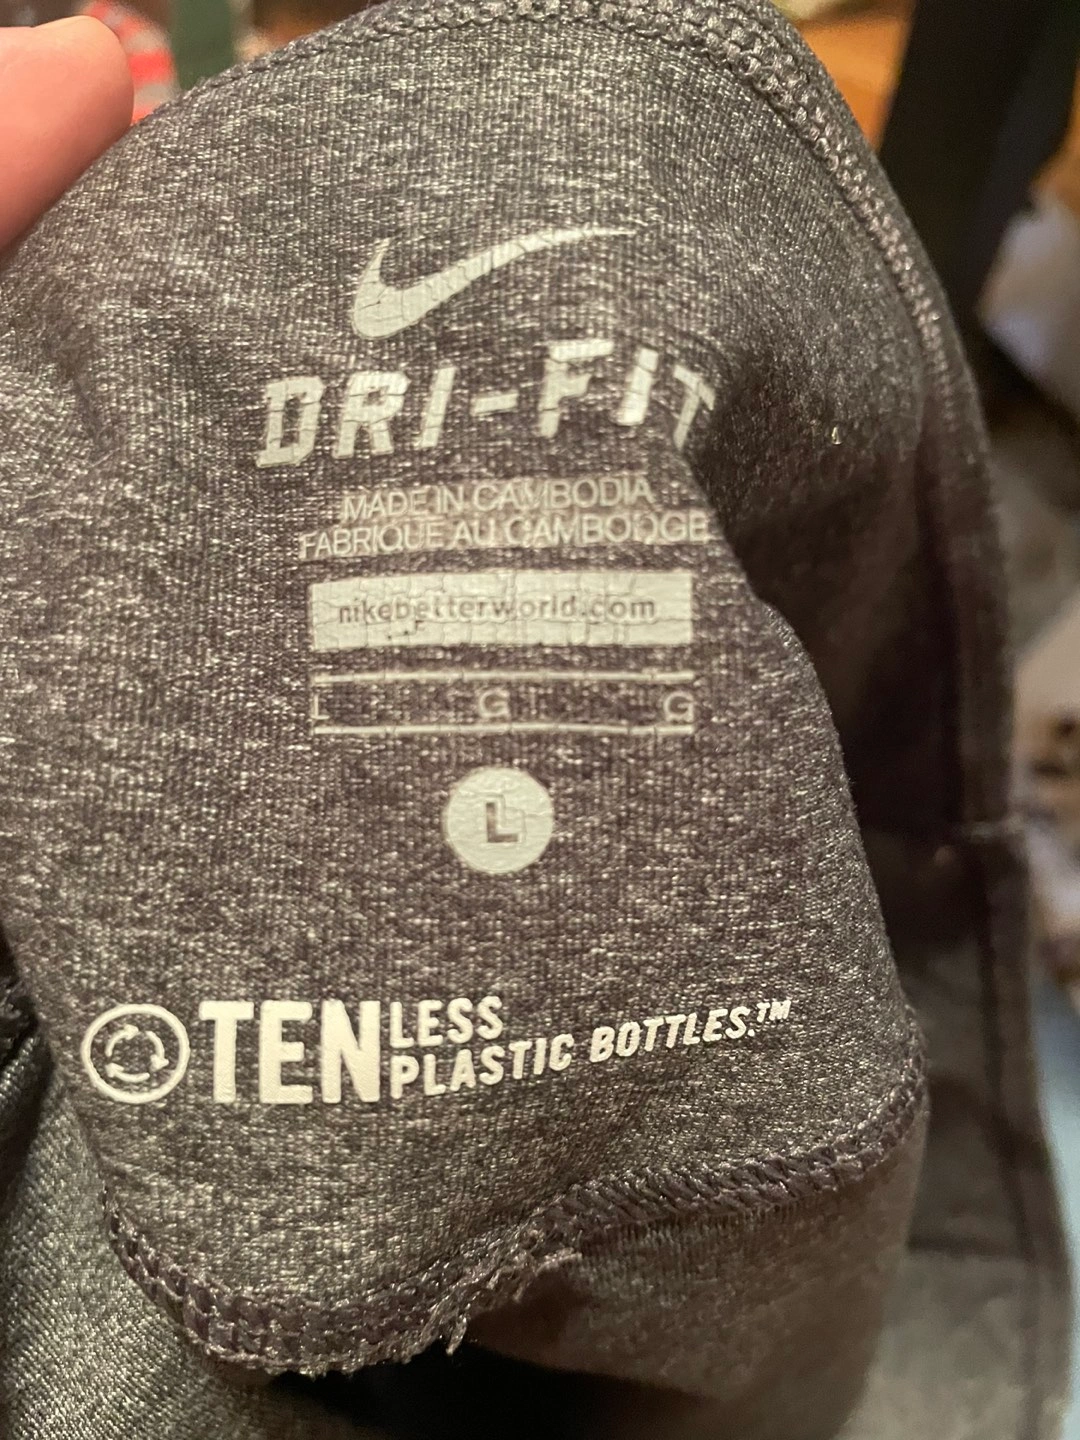 DRI-FIT
MADE IN CAMBODIA
FABRIQUE AU CAMBODGE
nikebetterworld.com
L G G
L
TEN LESS
PLASTIC BOTTLES.™